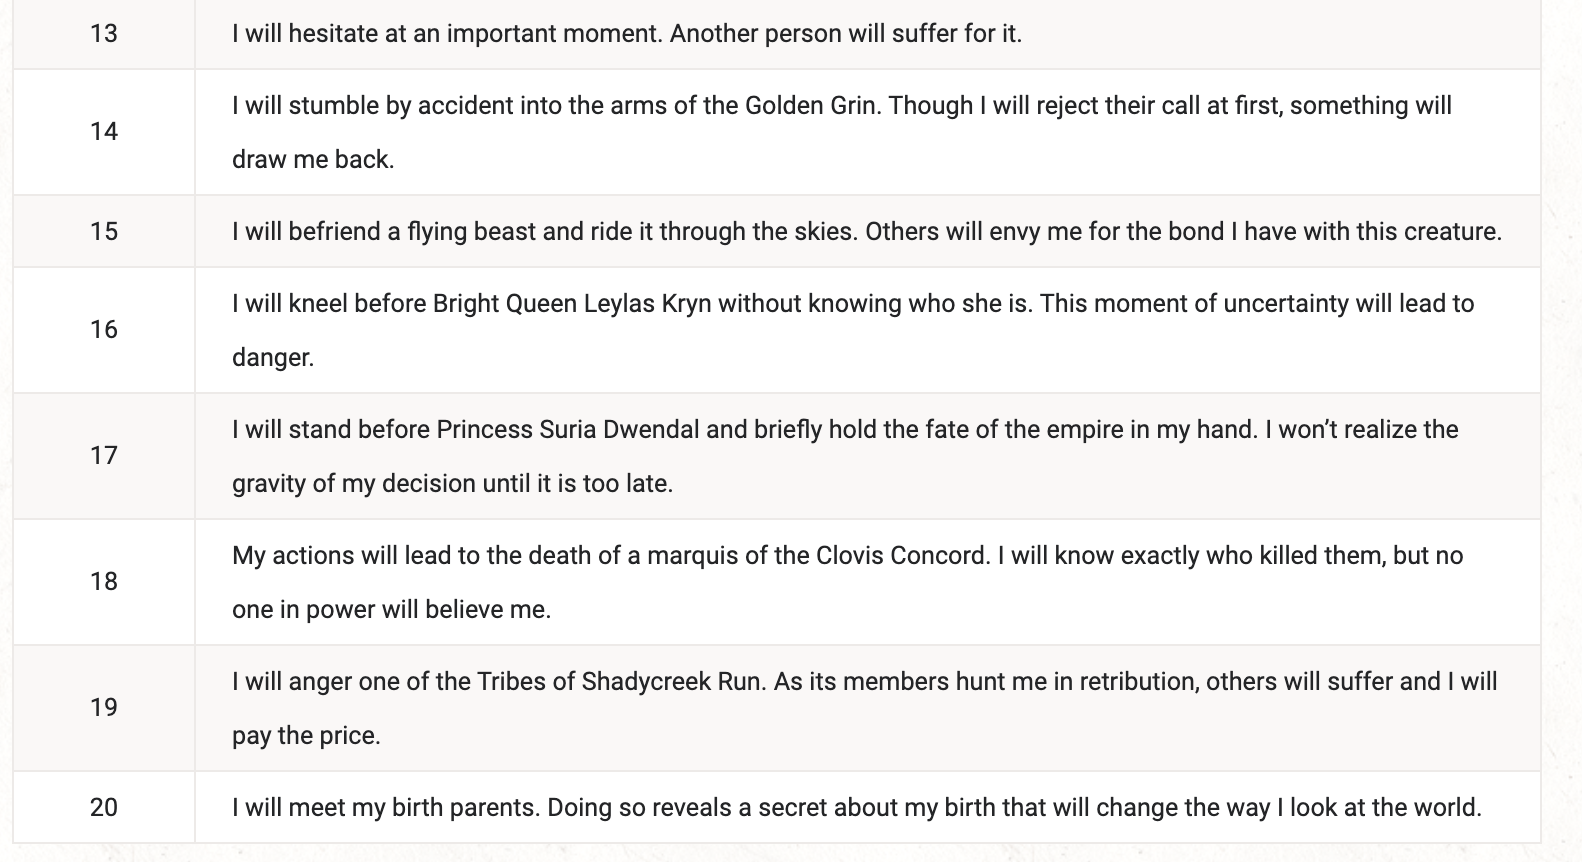 13 I will hesitate at an important moment. Another person will suffer for it.
14 I will stumble by accident into the arms of the Golden Grin. Though I will reject their call at first, something will
draw me back.
15 I will befriend a flying beast and ride it through the skies. Others will envy me for the bond I have with this creature.
16 I will kneel before Bright Queen Leylas Kryn without knowing who she is. This moment of uncertainty will lead to
danger.
17 I will stand before Princess Suria Dwendal and briefly hold the fate of the empire in my hand. I won’t realize the
gravity of my decision until it is too late.
18 My actions will lead to the death of a marquis of the Clovis Concord. I will know exactly who killed them, but no
one in power will believe me.
19 I will anger one of the Tribes of Shadycreek Run. As its members hunt me in retribution, others will suffer and I will
pay the price.
20 I will meet my birth parents. Doing so reveals a secret about my birth that will change the way I look at the world.